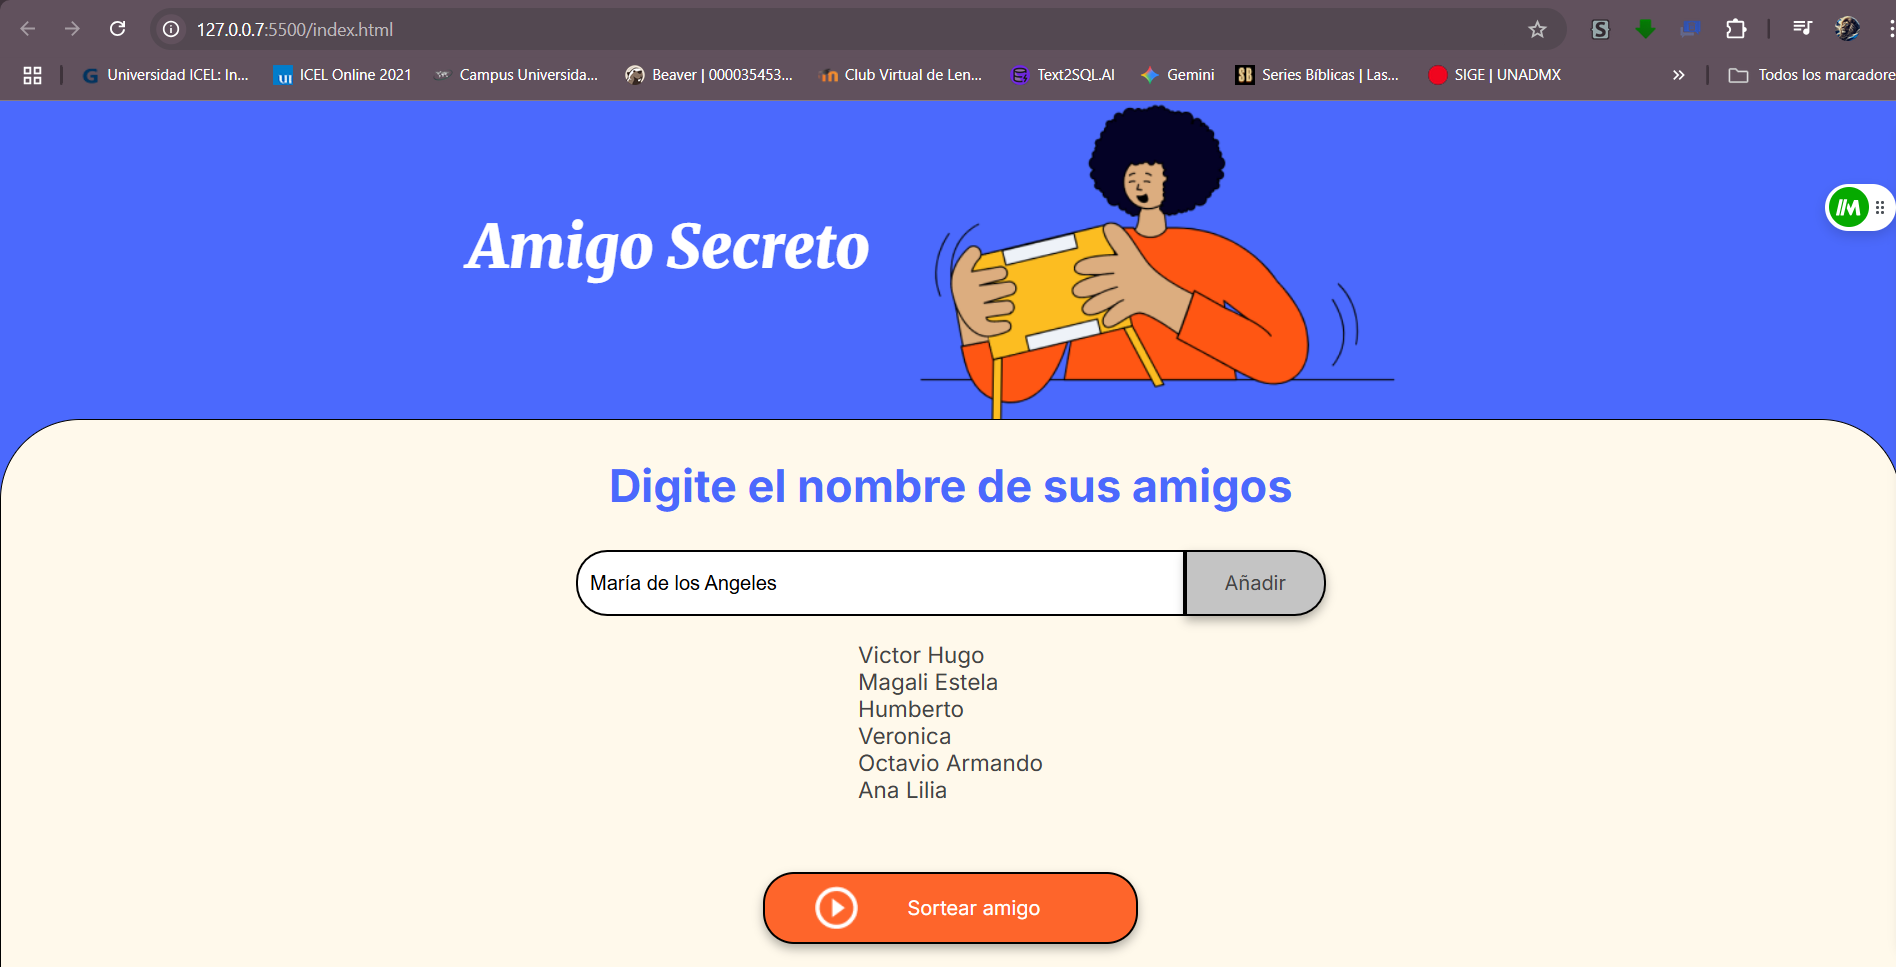 127.0.0.7:5500/index.html
Universidad ICEL: In... ICEL Online 2021 Campus Universida... Beaver | 000035453... Club Virtual de Len... Text2SQL.AI Gemini Series Bíblicas | Las... SIGE | UNADMX » Todos los marcadore
Amigo Secreto
Digite el nombre de sus amigos
María de los Angeles Añadir
Victor Hugo
Magali Estela
Humberto
Veronica
Octavio Armando
Ana Lilia
Sortear amigo